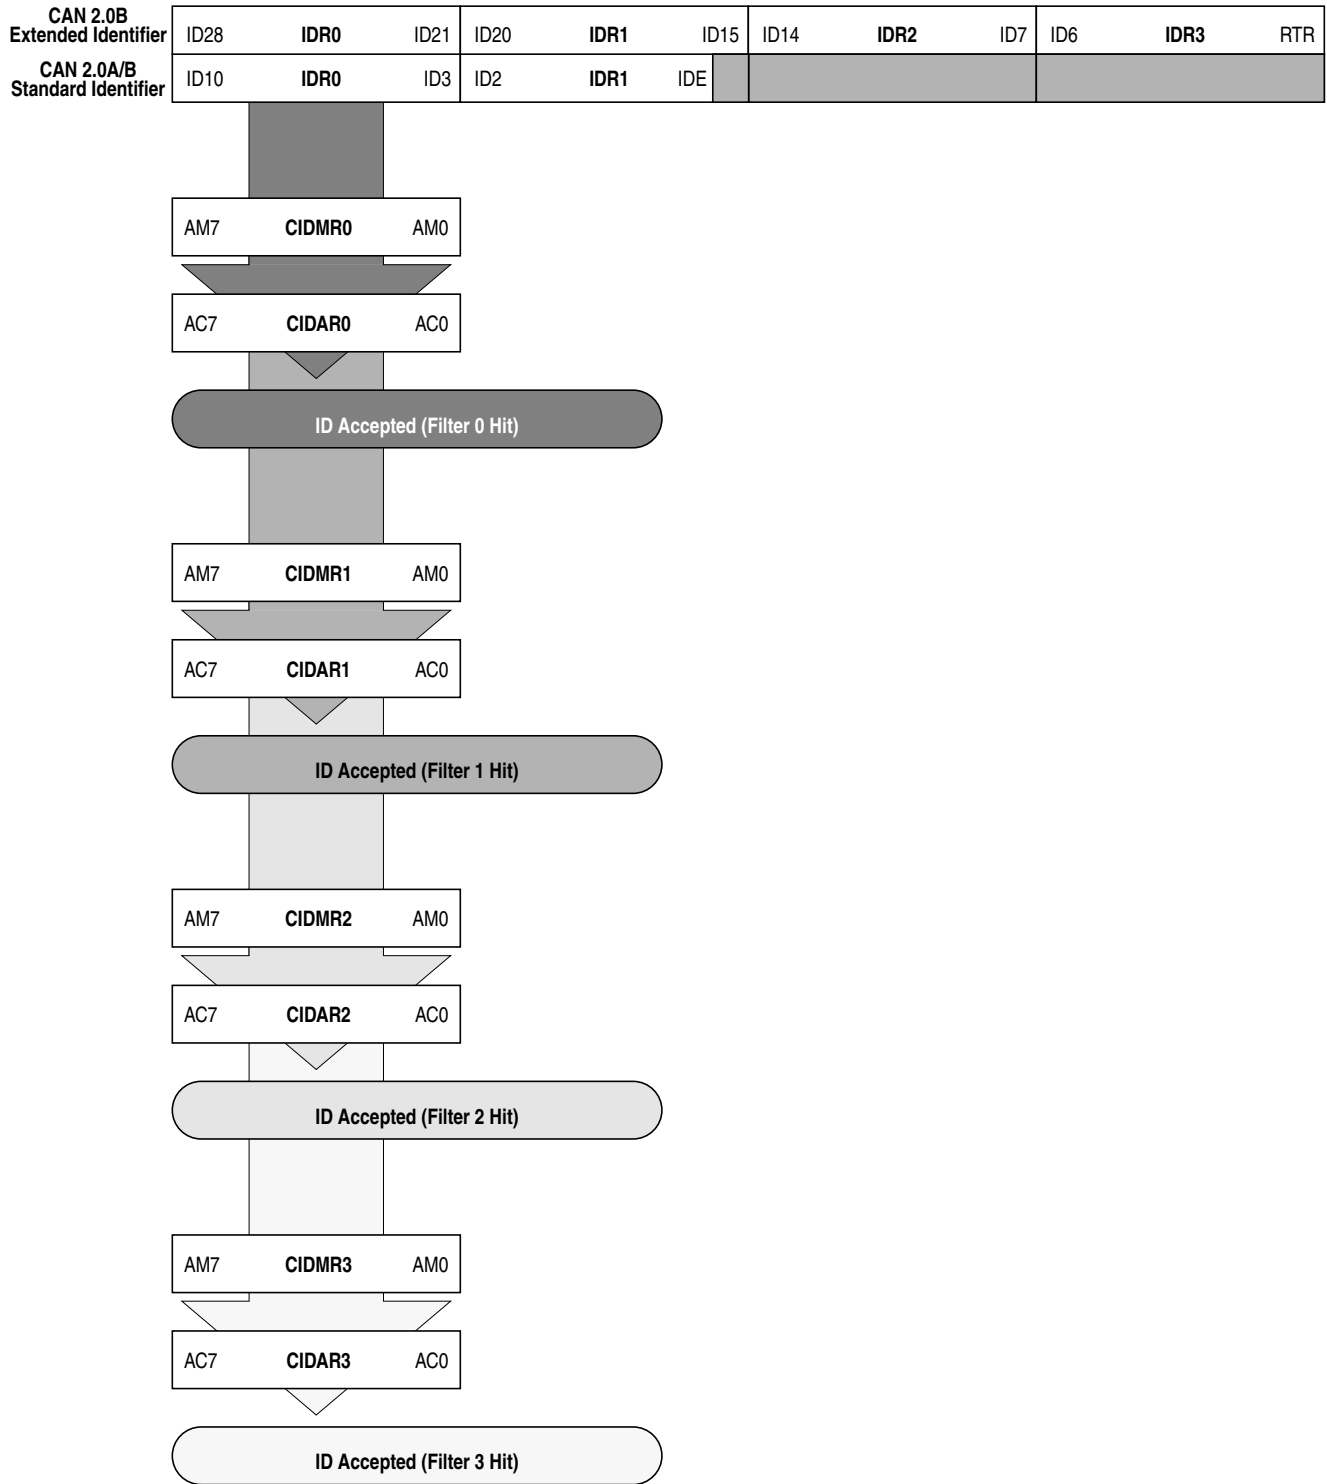 CAN 2.0B
Extended Identifier
ID28 IDR0 ID21 ID20 IDR1 ID15 ID14 IDR2 ID7 ID6 IDR3 RTR
CAN 2.0A/B
Standard Identifier
ID10 IDR0 ID3 ID2 IDR1 IDE
AM7 CIDMR0 AM0
AC7 CIDAR0 AC0
ID Accepted (Filter 0 Hit)
AM7 CIDMR1 AM0
AC7 CIDAR1 AC0
ID Accepted (Filter 1 Hit)
AM7 CIDMR2 AM0
AC7 CIDAR2 AC0
ID Accepted (Filter 2 Hit)
AM7 CIDMR3 AM0
AC7 CIDAR3 AC0
ID Accepted (Filter 3 Hit)